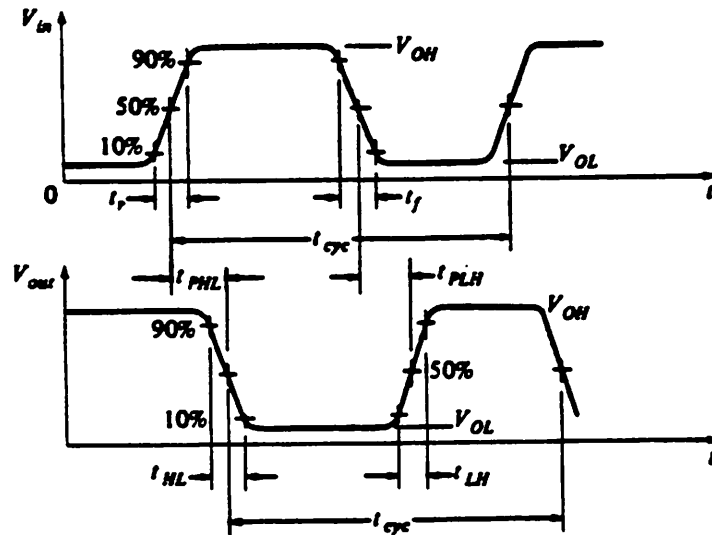 V_in
90%
V_OH
50%
10%
V_OL
0
t_r
t_f
t
t_cyc
V_out
t_PHL
t_PLH
90%
V_OH
50%
10%
V_OL
t
t_HL
t_LH
t_cyc